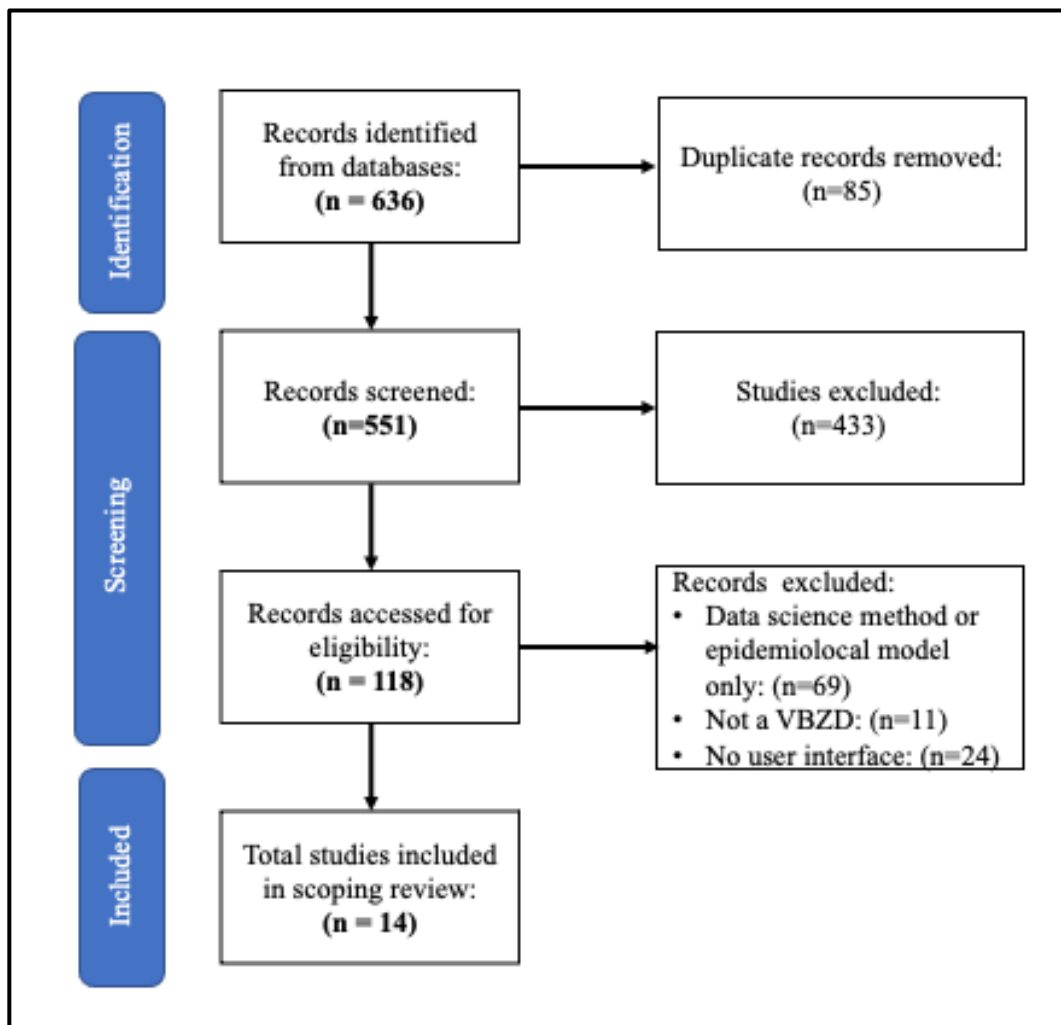 Identification
Records identified
from databases:
(n = 636)
Duplicate records removed:
(n=85)
Screening
Records screened:
(n=551)
Studies excluded:
(n=433)
Records accessed for
eligibility:
(n = 118)
Records  excluded:
• Data science method or
epidemiolocal model
only: (n=69)
• Not a VBZD: (n=11)
• No user interface: (n=24)
Included
Total studies included
in scoping review:
(n = 14)